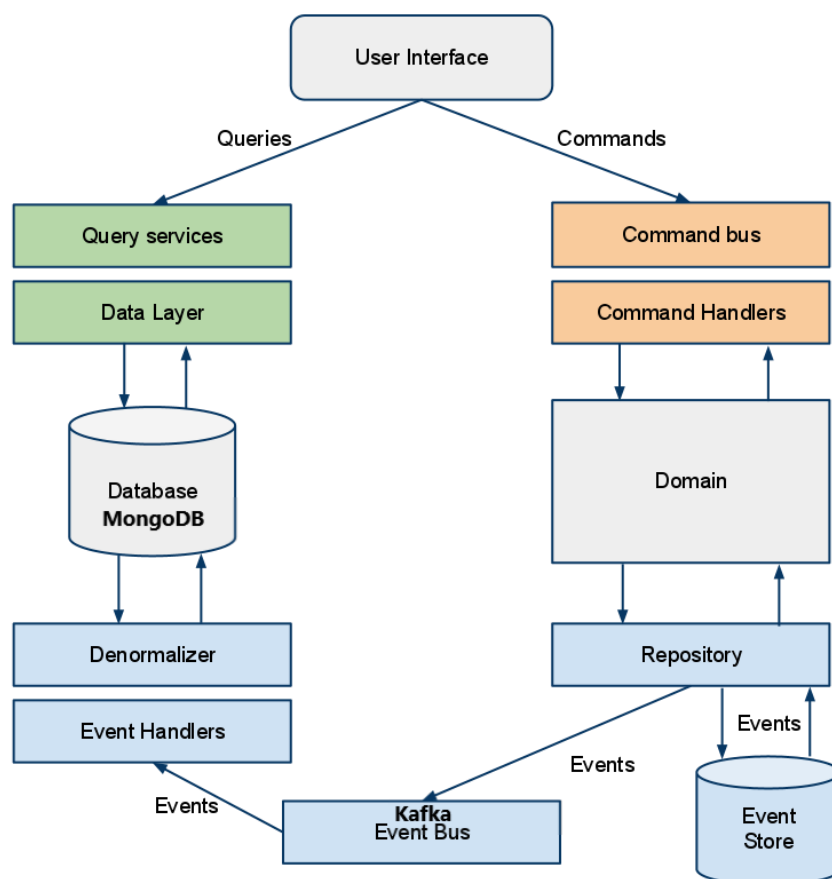 User Interface
Queries
Commands
Query services
Command bus
Data Layer
Command Handlers
Database
MongoDB
Domain
Denormalizer
Repository
Event Handlers
Events
Events
Events
Kafka
Event Bus
Event
Store